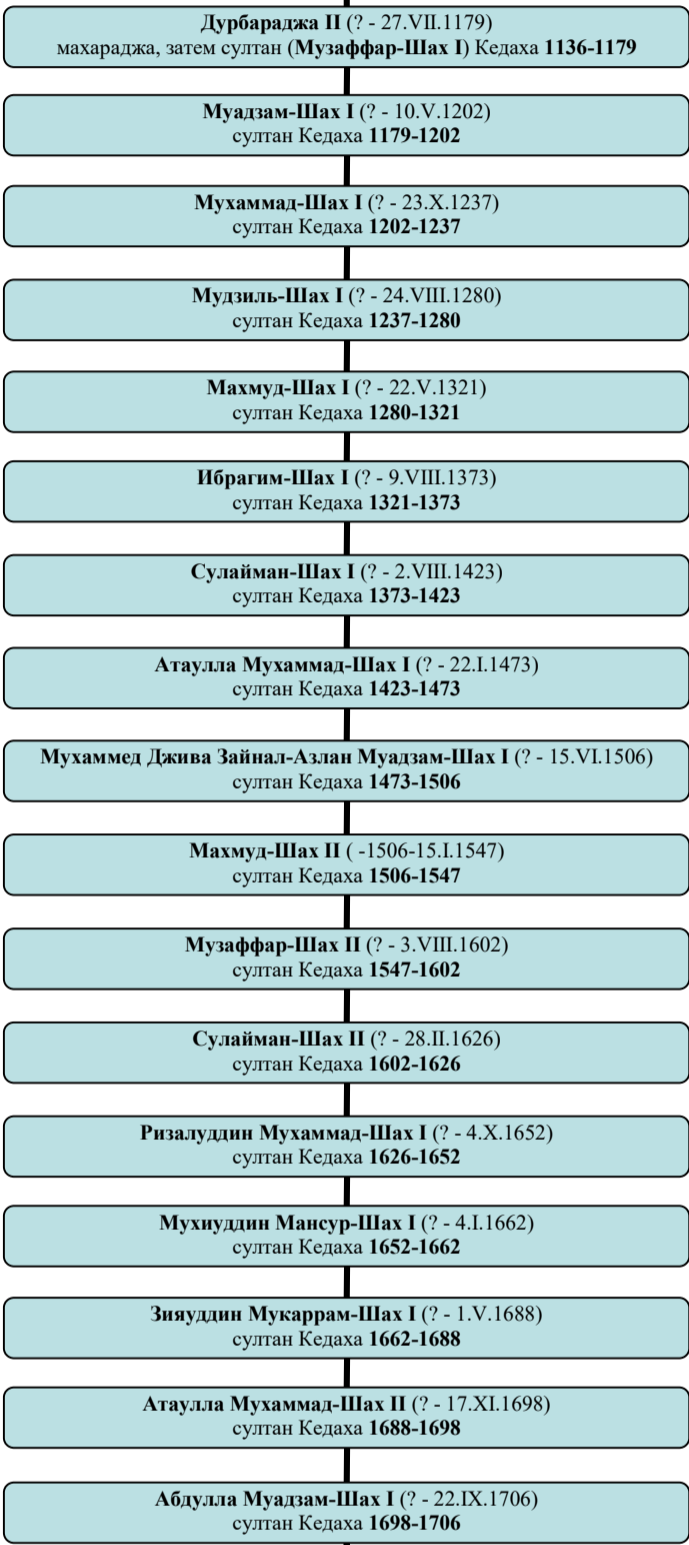 Дурбараджа II (? - 27.VII.1179)
махараджа, затем султан (Музаффар-Шах I) Кедаха 1136-1179
Муадзам-Шах I (? - 10.V.1202)
султан Кедаха 1179-1202
Мухаммад-Шах I (? - 23.X.1237)
султан Кедаха 1202-1237
Мудзиль-Шах I (? - 24.VIII.1280)
султан Кедаха 1237-1280
Махмуд-Шах I (? - 22.V.1321)
султан Кедаха 1280-1321
Ибрагим-Шах I (? - 9.VIII.1373)
султан Кедаха 1321-1373
Сулайман-Шах I (? - 2.VIII.1423)
султан Кедаха 1373-1423
Атаулла Мухаммад-Шах I (? - 22.I.1473)
султан Кедаха 1423-1473
Мухаммед Джива Зайнал-Азлан Муадзам-Шах I (? - 15.VI.1506)
султан Кедаха 1473-1506
Махмуд-Шах II ( -1506-15.I.1547)
султан Кедаха 1506-1547
Музаффар-Шах II (? - 3.VIII.1602)
султан Кедаха 1547-1602
Сулайман-Шах II (? - 28.II.1626)
султан Кедаха 1602-1626
Ризалуддин Мухаммад-Шах I (? - 4.X.1652)
султан Кедаха 1626-1652
Мухиуддин Мансур-Шах I (? - 4.I.1662)
султан Кедаха 1652-1662
Зияуддин Мукаррам-Шах I (? - 1.V.1688)
султан Кедаха 1662-1688
Атаулла Мухаммад-Шах II (? - 17.XI.1698)
султан Кедаха 1688-1698
Абдулла Муадзам-Шах I (? - 22.IX.1706)
султан Кедаха 1698-1706